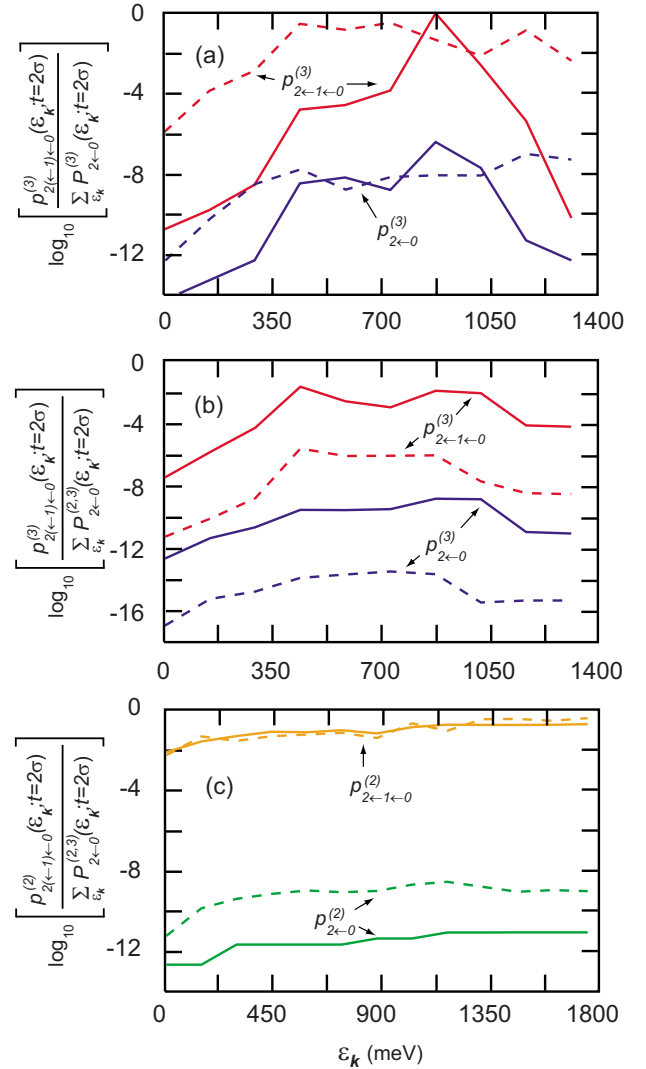 0
-4
-8
-12
0
350
700
1050
1400
(a)
p^{(3)}_{2←1←0}
p^{(3)}_{2←0}
log_{10} [ p^{(3)}_{2(←1)←0}(ε_k;t=2σ) / Σ_{ε_k} P^{(3)}_{2←0}(ε_k;t=2σ) ]
0
-4
-8
-12
-16
0
350
700
1050
1400
(b)
p^{(3)}_{2←1←0}
p^{(3)}_{2←0}
log_{10} [ p^{(3)}_{2(←1)←0}(ε_k;t=2σ) / Σ_{ε_k} P^{(2,3)}_{2←0}(ε_k;t=2σ) ]
0
-4
-8
-12
0
450
900
1350
1800
(c)
p^{(2)}_{2←1←0}
p^{(2)}_{2←0}
log_{10} [ p^{(2)}_{2(←1)←0}(ε_k;t=2σ) / Σ_{ε_k} P^{(2,3)}_{2←0}(ε_k;t=2σ) ]
ε_k (meV)